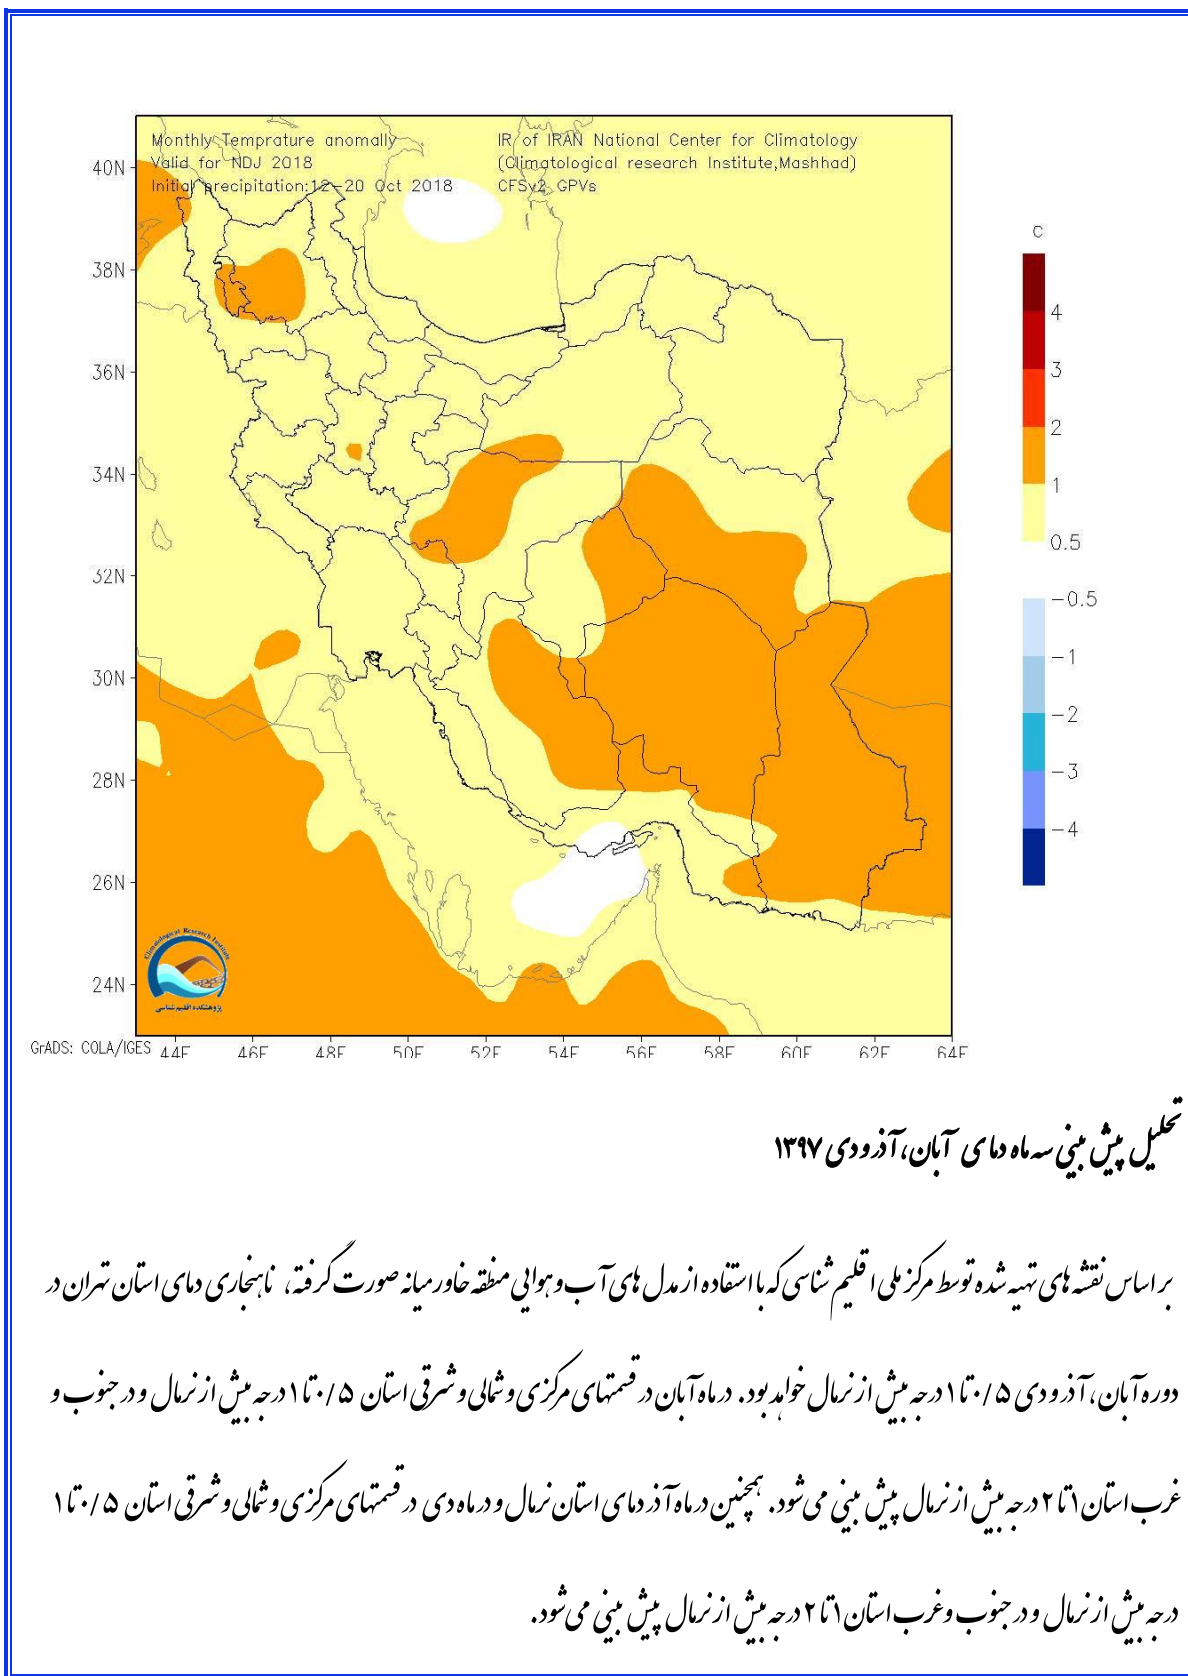 Monthly Temprature anomally
Valid for NDJ 2018
Initial precipitation:12-20 Oct 2018
IR of IRAN National Center for Climatology
(Climatological research Institute,Mashhad)
CFSv2 GPVs
40N
38N
36N
34N
32N
30N
28N
26N
24N
44E 46E 48E 50E 52E 54E 56E 58E 60E 62E 64E
C
4
3
2
1
0.5
-0.5
-1
-2
-3
-4
Climatological Research Institute
پژوهشکده اقلیم شناسی
GrADS: COLA/IGES
تحلیل پیش بینی سه ماه دمای آبان، آذر و دی ۱۳۹۷
بر اساس نقشه های تهیه شده توسط مرکز ملی اقلیم شناسی که با استفاده از مدل های آب و هوایی منطقه خاورمیانه صورت گرفته، ناهنجاری دمای استان تهران در
دوره آبان، آذر و دی ۰/۵ تا ۱ درجه بیش از نرمال خواهد بود. در ماه آبان در قسمتهای مرکزی و شمالی و شرقی استان ۰/۵ تا ۱ درجه بیش از نرمال و در جنوب و
غرب استان ۱ تا ۲ درجه بیش از نرمال پیش بینی می شود. همچنین در ماه آذر دمای استان نرمال و در ماه دی در قسمتهای مرکزی و شمالی و شرقی استان ۰/۵ تا ۱
درجه بیش از نرمال و در جنوب و غرب استان ۱ تا ۲ درجه بیش از نرمال پیش بینی می شود.